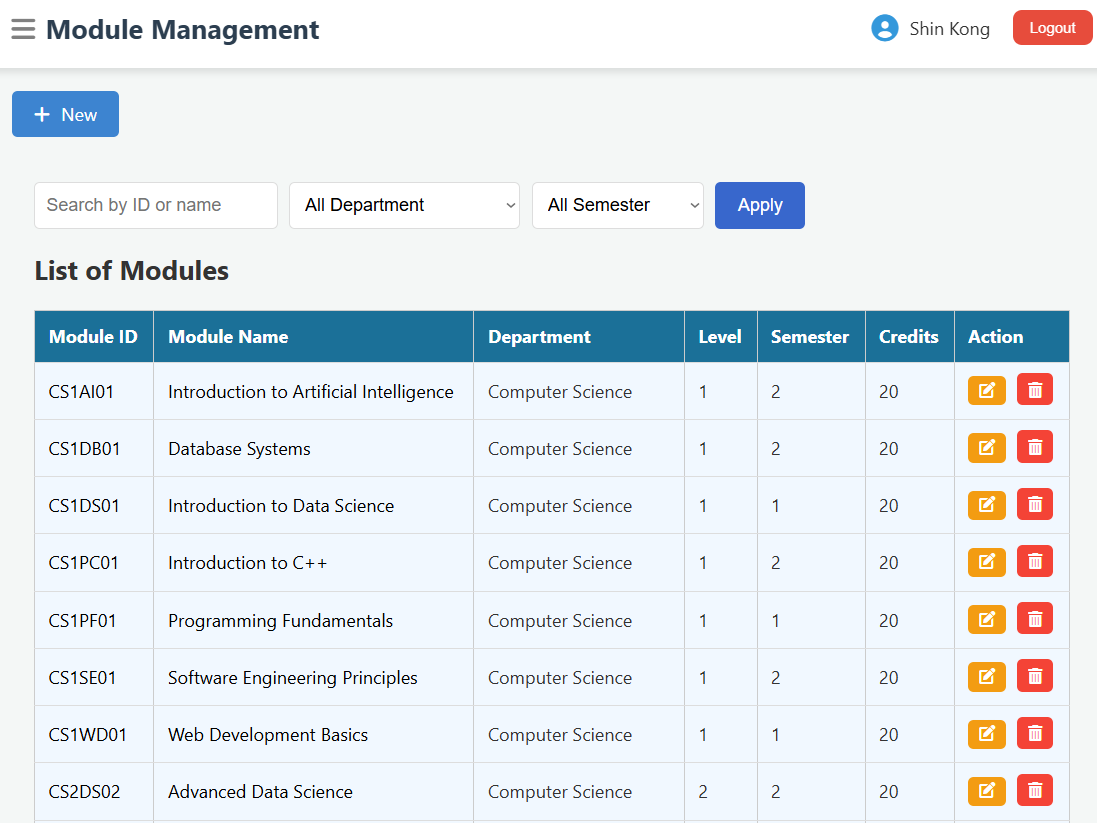 Module Management
Shin Kong
Logout
New
Search by ID or name
All Department
All Semester
Apply
List of Modules
Module ID Module Name Department Level Semester Credits Action
CS1AI01 Introduction to Artificial Intelligence Computer Science 1 2 20
CS1DB01 Database Systems Computer Science 1 2 20
CS1DS01 Introduction to Data Science Computer Science 1 1 20
CS1PC01 Introduction to C++ Computer Science 1 2 20
CS1PF01 Programming Fundamentals Computer Science 1 1 20
CS1SE01 Software Engineering Principles Computer Science 1 2 20
CS1WD01 Web Development Basics Computer Science 1 1 20
CS2DS02 Advanced Data Science Computer Science 2 2 20